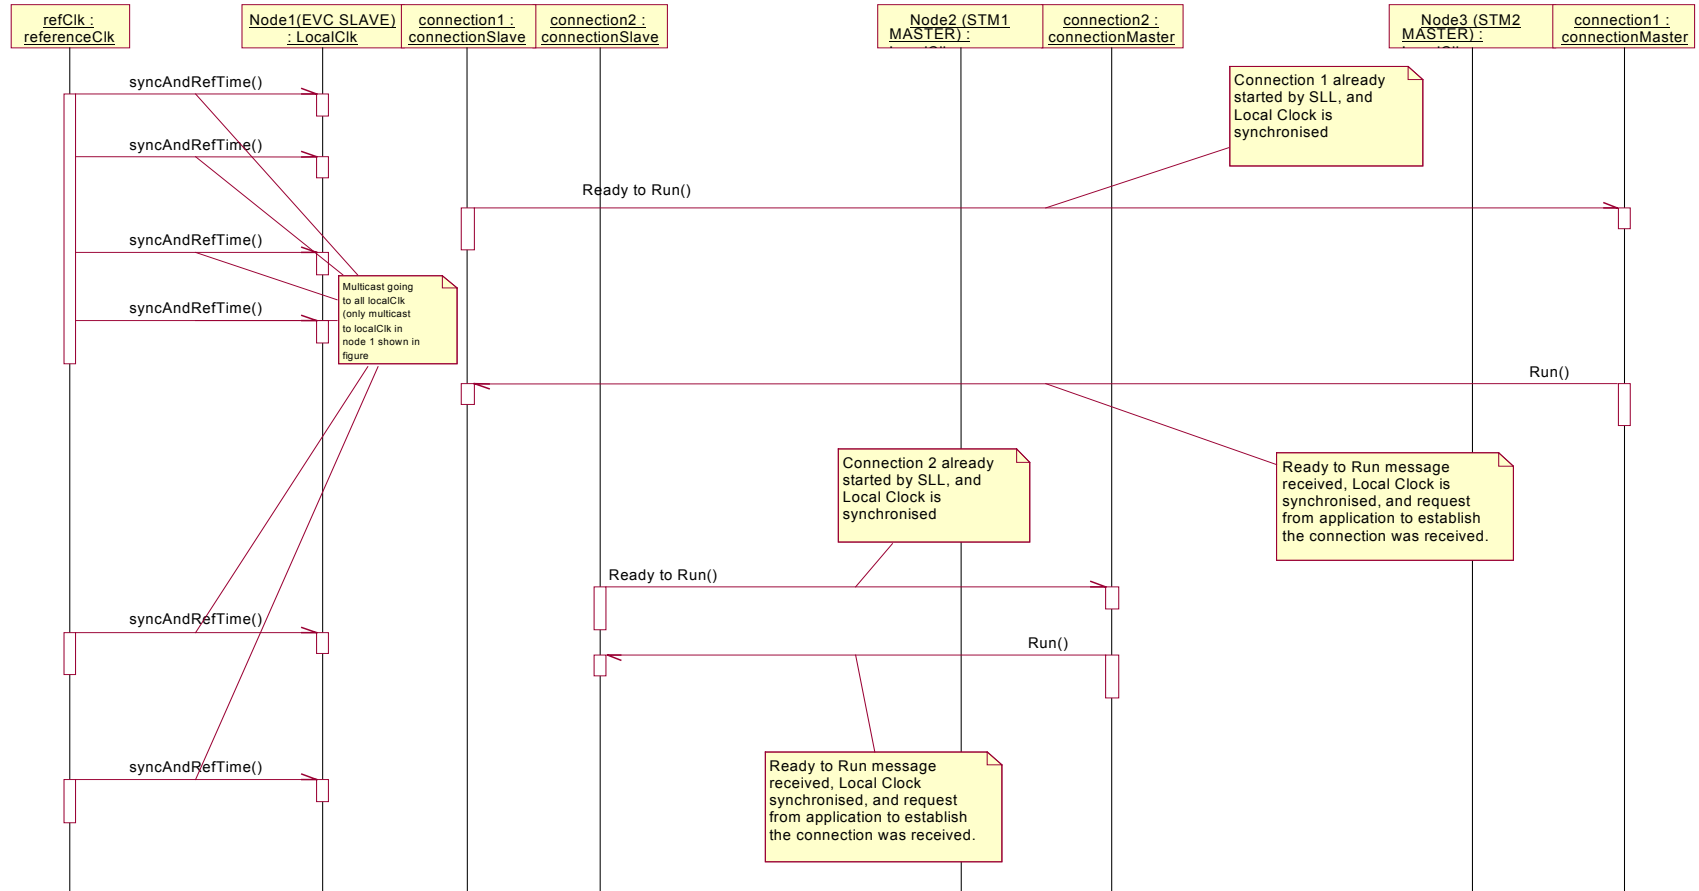 refClk :
referenceClk
Node1(EVC SLAVE)
: LocalClk
connection1 :
connectionSlave
connection2 :
connectionSlave
Node2 (STM1
MASTER) :
connection2 :
connectionMaster
Node3 (STM2
MASTER) :
connection1 :
connectionMaster
syncAndRefTime()
Connection 1 already
started by SLL, and
Local Clock is
synchronised
syncAndRefTime()
Ready to Run()
syncAndRefTime()
Multicast going
to all localClk
(only multicast
to localClk in
node 1 shown in
figure
syncAndRefTime()
Run()
Connection 2 already
started by SLL, and
Local Clock is
synchronised
Ready to Run message
received, Local Clock is
synchronised, and request
from application to establish
the connection was received.
Ready to Run()
syncAndRefTime()
Run()
syncAndRefTime()
Ready to Run message
received, Local Clock
synchronised, and request
from application to establish
the connection was received.